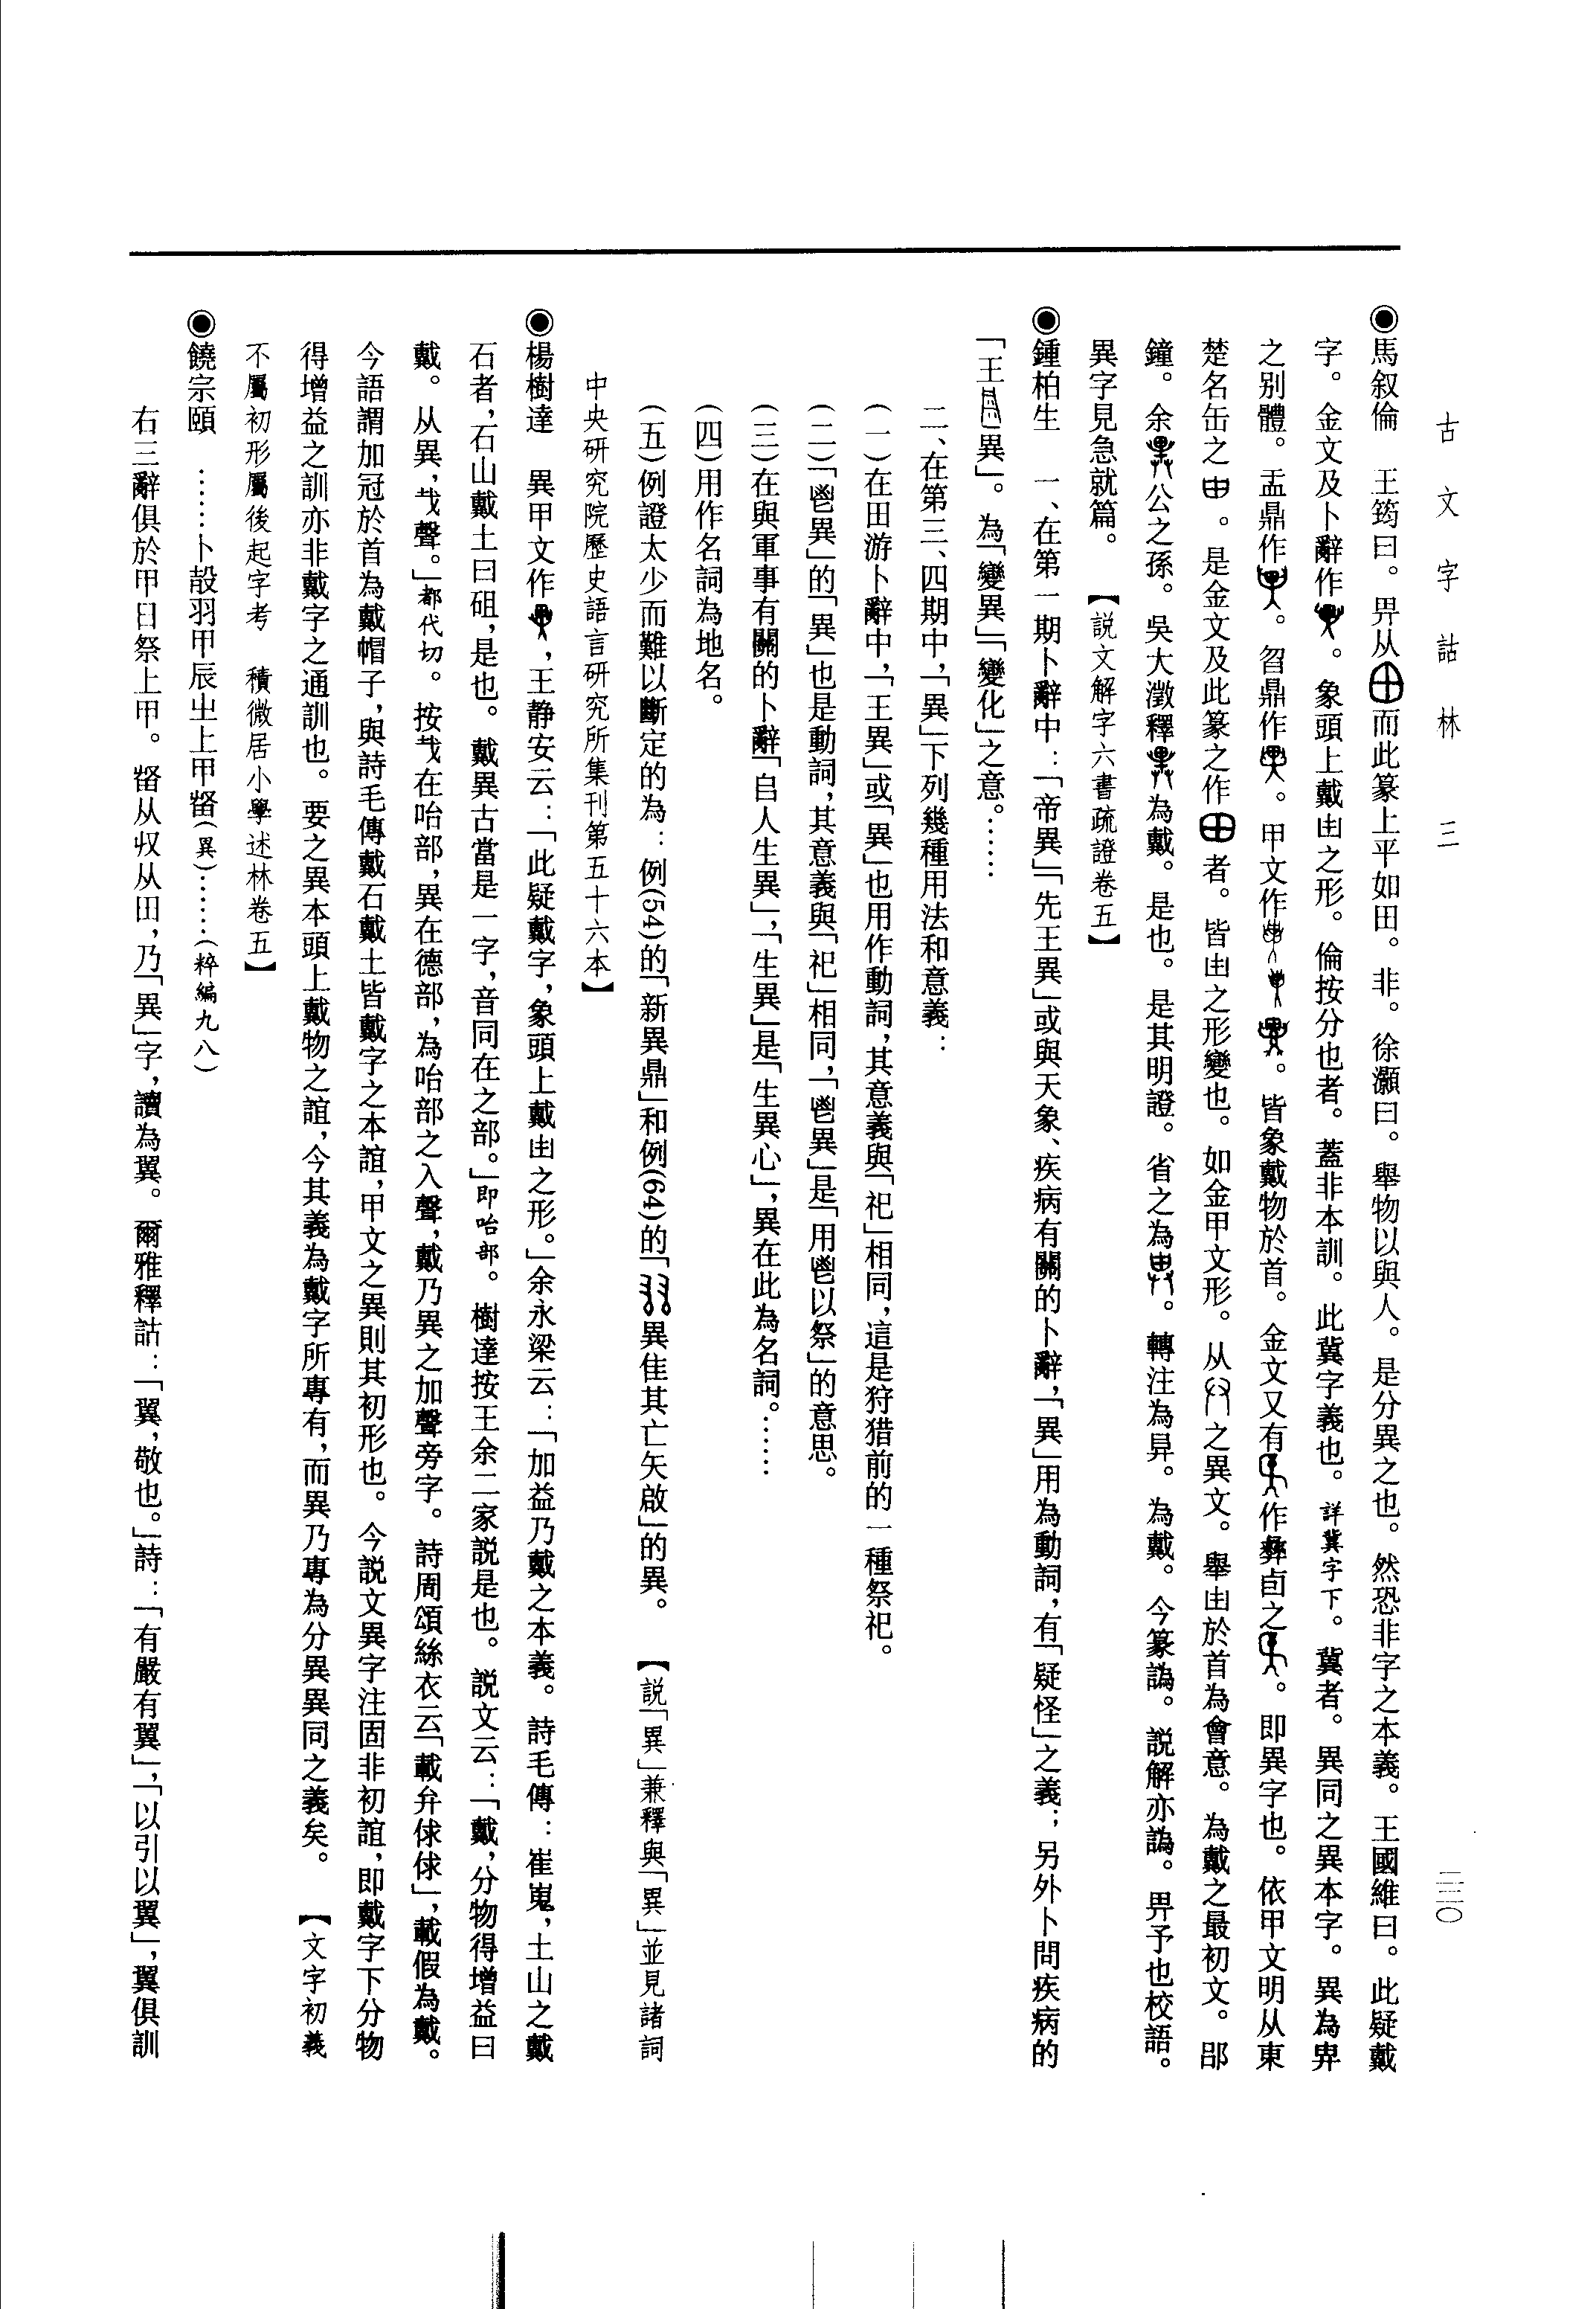 古文字詁林 三
二三〇
◉馬叙倫　王筠曰。畀从而此篆上平如田。非。徐灝曰。舉物以與人。是分異之也。然恐非字之本義。王國維曰。此疑戴
字。金文及卜辭作。象頭上戴甶之形。倫按分也者。蓋非本訓。此冀字義也。詳冀字下。冀者。異同之異本字。異為畁
之别體。盂鼎作。曶鼎作。甲文作。皆象戴物於首。金文又有作彝卣之。即異字也。依甲文明从東
楚名缶之。是金文及此篆之作者。皆甶之形變也。如金甲文形。从之異文。舉甶於首為會意。為戴之最初文。郘
鐘。余公之孫。吳大澂釋為戴。是也。是其明證。省之為。轉注為舁。為戴。今篆譌。説解亦譌。畀予也校語。
異字見急就篇。　【説文解字六書疏證卷五】
◉鍾柏生　一、在第一期卜辭中：「帝異」「先王異」或與天象、疾病有關的卜辭，「異」用為動詞，有「疑怪」之義；另外卜問疾病的
「王異」。為「變異」「變化」之意。……
二、在第三、四期中，「異」下列幾種用法和意義：
(一)在田游卜辭中，「王異」或「異」也用作動詞，其意義與「祀」相同，這是狩猎前的一種祭祀。
(二)「鬯異」的「異」也是動詞，其意義與「祀」相同，「鬯異」是「用鬯以祭」的意思。
(三)在與軍事有關的卜辭「𠂤人生異」，「生異」是「生異心」，異在此為名詞。……
(四)用作名詞為地名。
(五)例證太少而難以斷定的為：例(54)的「新異鼎」和例(64)的「異隹其亡矢啟」的異。　【説「異」兼釋與「異」並見諸詞
中央研究院歷史語言研究所集刊第五十六本】
◉楊樹達　異甲文作，王静安云：「此疑戴字，象頭上戴甶之形。」余永梁云：「加益乃戴之本義。詩毛傳：崔嵬，土山之戴
石者，石山戴土曰砠，是也。戴異古當是一字，音同在之部。」即咍部。樹達按王余二家説是也。説文云：「戴，分物得增益曰
戴。从異，𢦏聲。」都代切。按𢦏在咍部，異在德部，為咍部之入聲，戴乃異之加聲旁字。詩周頌絲衣云「載弁俅俅」，載假為戴。
今語謂加冠於首為戴帽子，與詩毛傳戴石戴土皆戴字之本誼，甲文之異則其初形也。今説文異字注固非初誼，即戴字下分物
得增益之訓亦非戴字之通訓也。要之異本頭上戴物之誼，今其義為戴字所專有，而異乃專為分異異同之義矣。　【文字初義
不屬初形屬後起字考　積微居小學述林卷五】
◉饒宗頤　……卜㱿羽甲辰㞢上甲𤲞(異)……(粹編九八)
右三辭俱於甲日祭上甲。𤲞从収从田，乃「異」字，讀為翼。爾雅釋詁：「翼，敬也。」詩：「有嚴有翼」，「以引以翼」，翼俱訓